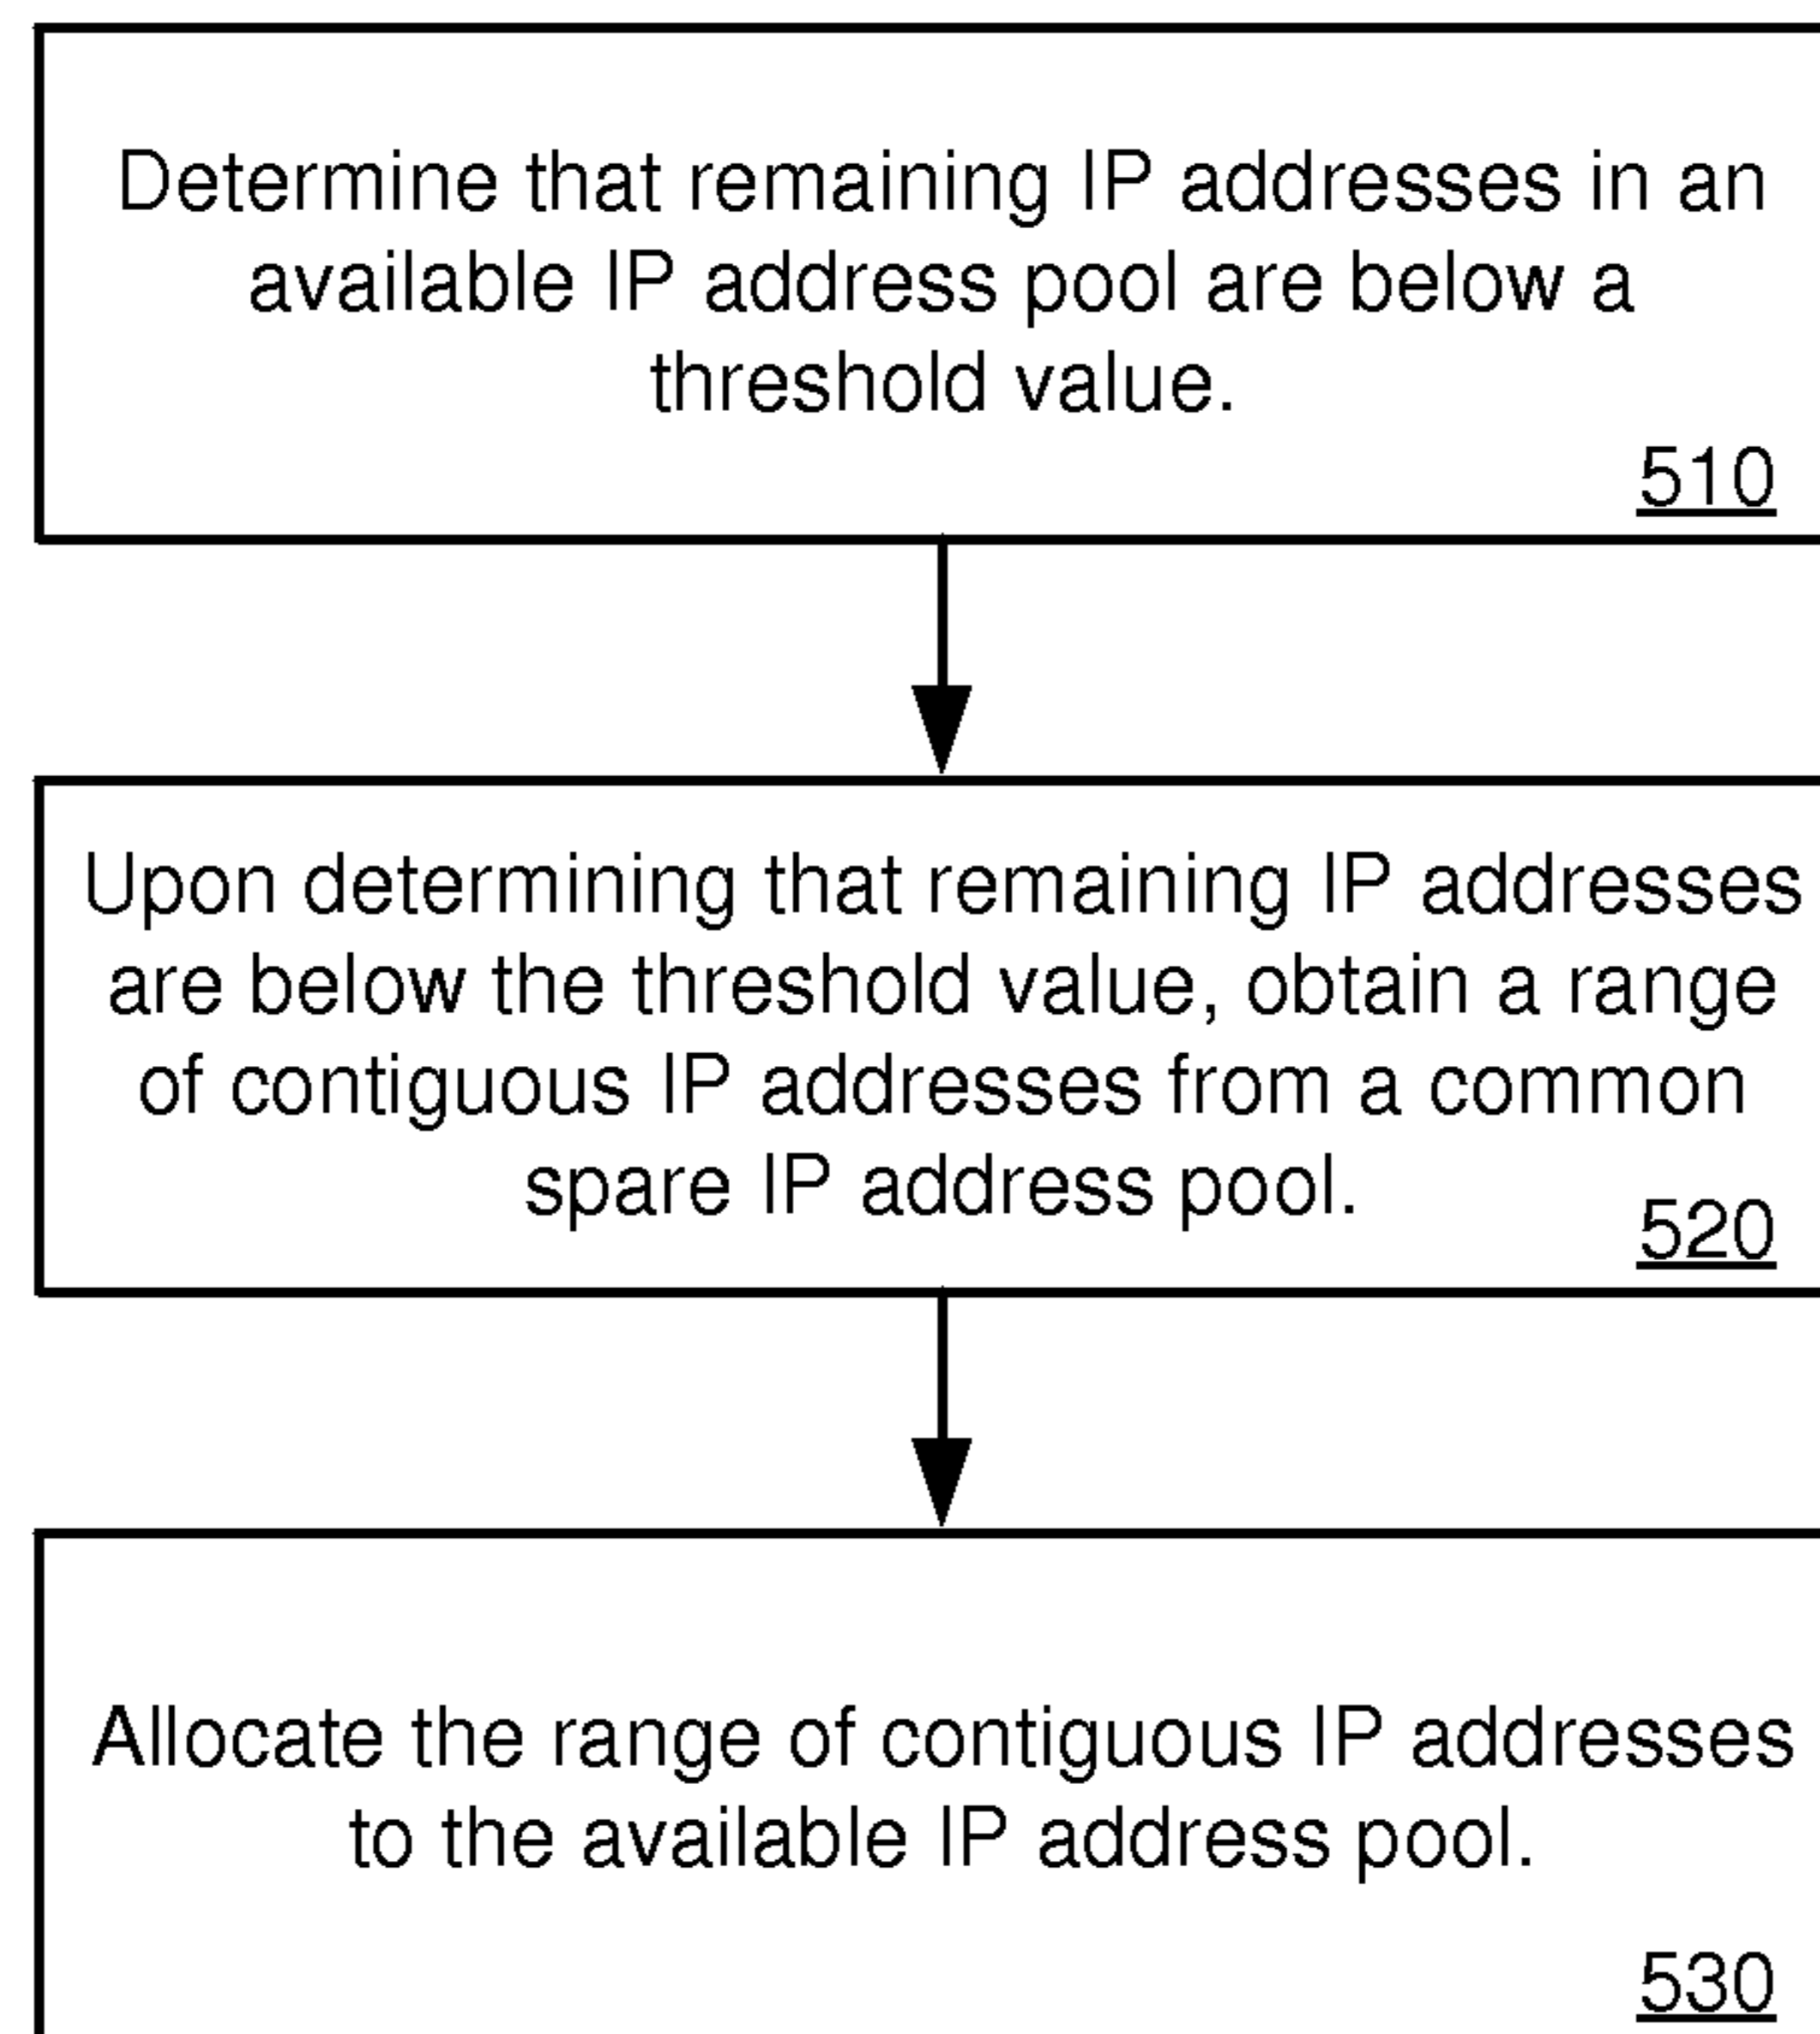 Determine that remaining IP addresses in an
available IP address pool are below a
threshold value.
510
Upon determining that remaining IP addresses
are below the threshold value, obtain a range
of contiguous IP addresses from a common
spare IP address pool.
520
Allocate the range of contiguous IP addresses
to the available IP address pool.
530